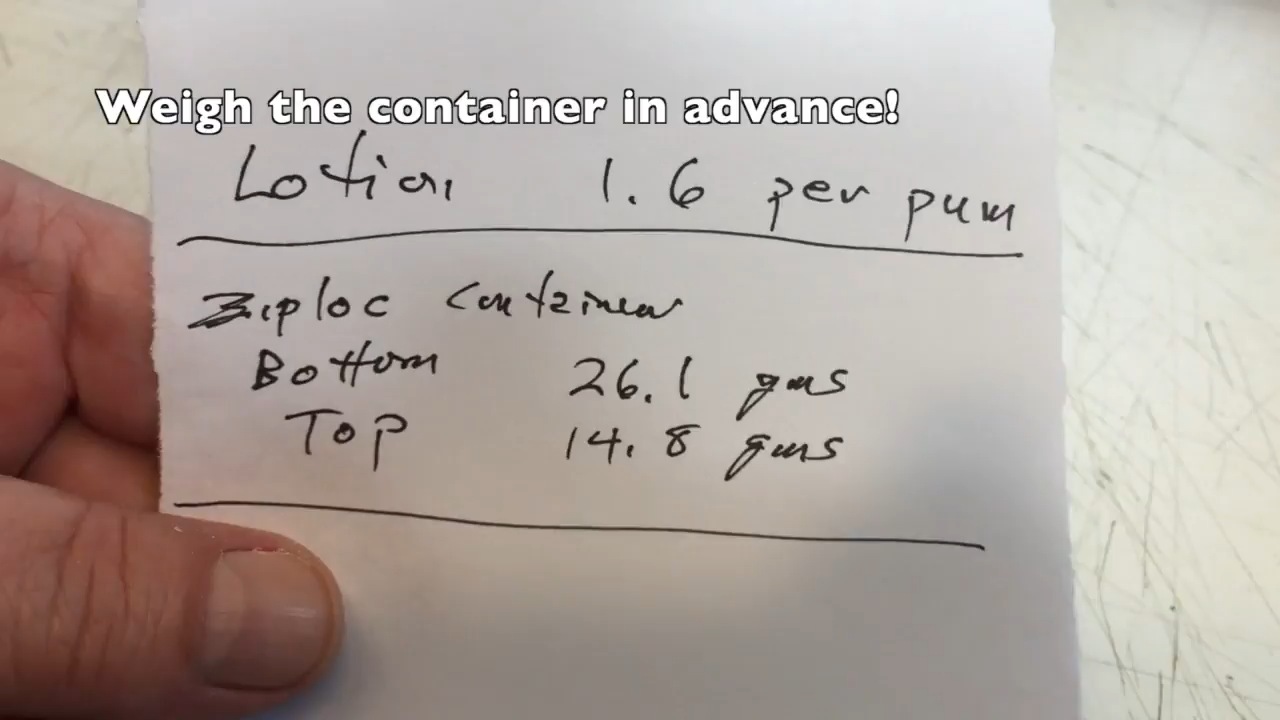 Weigh the container in advance!
Lotion 1.6 per pum
Ziploc container
Bottom 26.1 gms
Top 14.8 gms